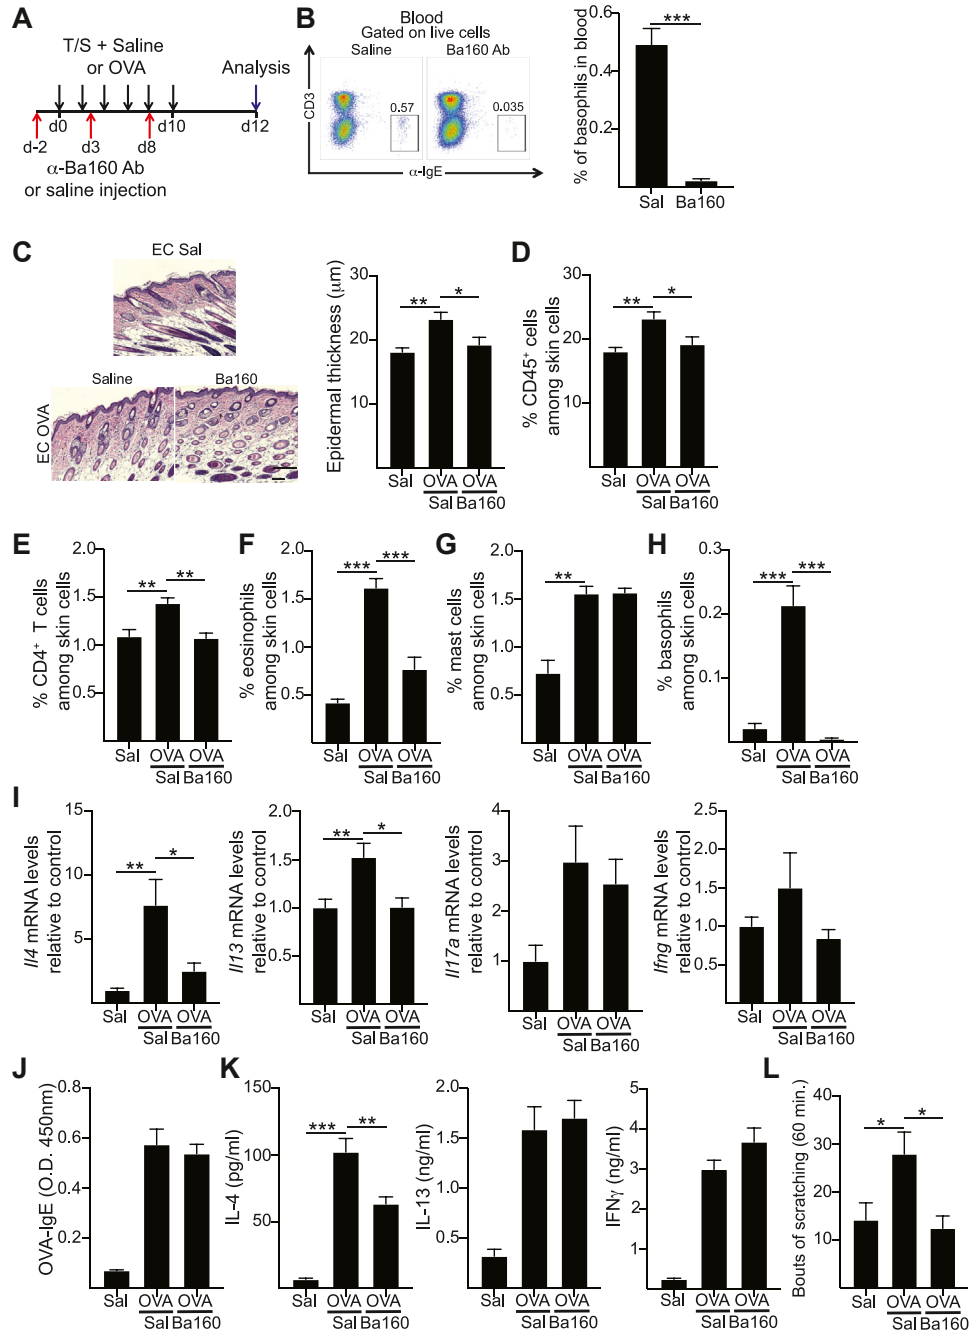 A
T/S + Saline
or OVA
Analysis
d0
d10
d12
d-2
d3
d8
α-Ba160 Ab
or saline injection
B
Blood
Gated on live cells
Saline
Ba160 Ab
CD3
0.57
0.035
α-IgE
% of basophils in blood
0.6
0.4
0.2
***
Sal
Ba160
C
EC Sal
Saline
Ba160
EC OVA
Epidermal thickness (μm)
30
20
10
**
*
Sal
OVA
OVA
Sal Ba160
D
% CD45+
among skin cells
30
20
10
**
*
Sal
OVA
OVA
Sal Ba160
E
% CD4+ T cells
among skin cells
2.0
1.5
1.0
0.5
**
**
Sal
OVA
OVA
Sal Ba160
F
% eosinophils
among skin cells
2.0
1.5
1.0
0.5
***
***
Sal
OVA
OVA
Sal Ba160
G
% mast cells
among skin cells
2.0
1.5
1.0
0.5
**
Sal
OVA
OVA
Sal Ba160
H
% basophils
among skin cells
0.3
0.2
0.1
***
***
Sal
OVA
OVA
Sal Ba160
I
Il4 mRNA levels
relative to control
15
10
5
**
*
Sal
OVA
OVA
Sal Ba160
Il13 mRNA levels
relative to control
2.0
1.5
1.0
0.5
**
*
Sal
OVA
OVA
Sal Ba160
Il17a mRNA levels
relative to control
4
3
2
1
Sal
OVA
OVA
Sal Ba160
Ifng mRNA levels
relative to control
2.5
2.0
1.5
1.0
0.5
Sal
OVA
OVA
Sal Ba160
J
OVA-IgE (O.D. 450nm)
0.8
0.6
0.4
0.2
Sal
OVA
OVA
Sal Ba160
K
IL-4 (pg/ml)
150
100
50
***
**
Sal
OVA
OVA
Sal Ba160
IL-13 (ng/ml)
2.0
1.5
1.0
0.5
Sal
OVA
OVA
Sal Ba160
IFNγ (ng/ml)
5
4
3
2
1
Sal
OVA
OVA
Sal Ba160
L
Bouts of scratching (60 min.)
40
30
20
10
*
*
Sal
OVA
OVA
Sal Ba160